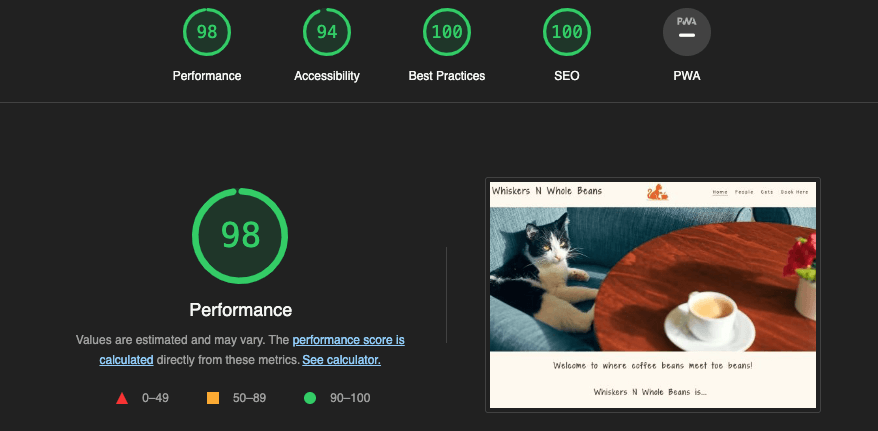 98
94
100
100
PWA
Performance
Accessibility
Best Practices
SEO
PWA
98
Performance
Values are estimated and may vary. The performance score is
calculated directly from these metrics. See calculator.
0–49
50–89
90–100
Whiskers N Whole Beans
Home People Cats Book Here
Welcome to where coffee beans meet toe beans!
Whiskers N Whole Beans is...